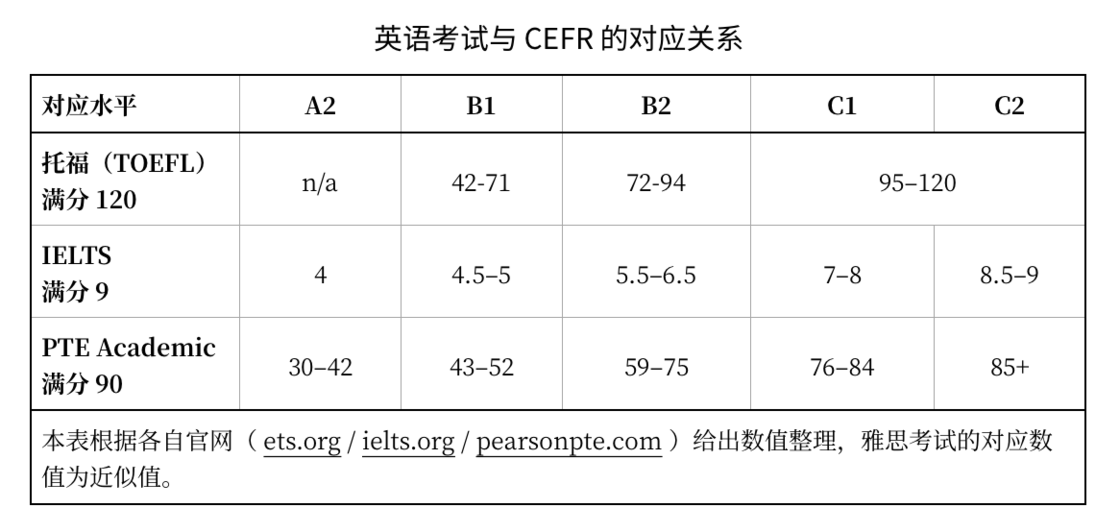 英语考试与 CEFR 的对应关系
对应水平 A2 B1 B2 C1 C2
托福（TOEFL）
满分 120 n/a 42-71 72-94 95–120
IELTS
满分 9 4 4.5–5 5.5–6.5 7–8 8.5–9
PTE Academic
满分 90 30–42 43–52 59–75 76–84 85+
本表根据各自官网（ ets.org / ielts.org / pearsonpte.com ）给出数值整理，雅思考试的对应数
值为近似值。